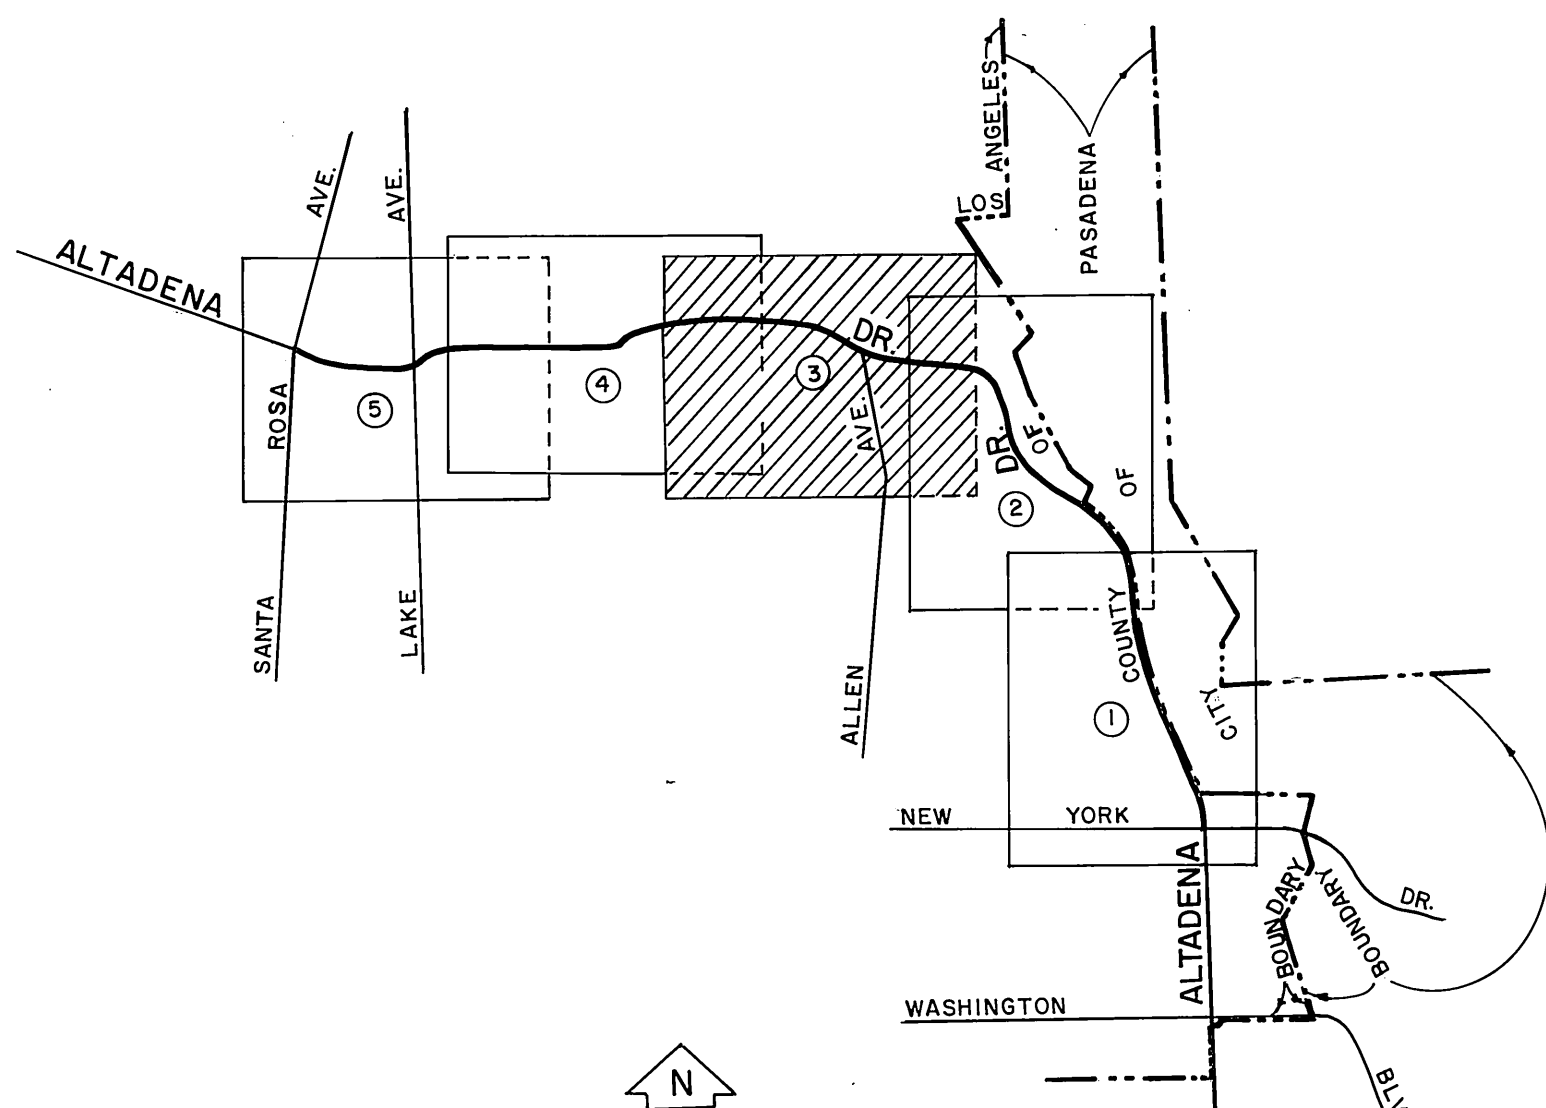 LOS ANGELES
PASADENA
AVE.
AVE.
ALTADENA
DR.
3
4
5
ROSA
AVE.
DR.
OF
OF
2
SANTA
LAKE
COUNTY
ALLEN
CITY
1
NEW YORK
DR.
ALTADENA
BOUNDARY
BOUNDARY
WASHINGTON
N